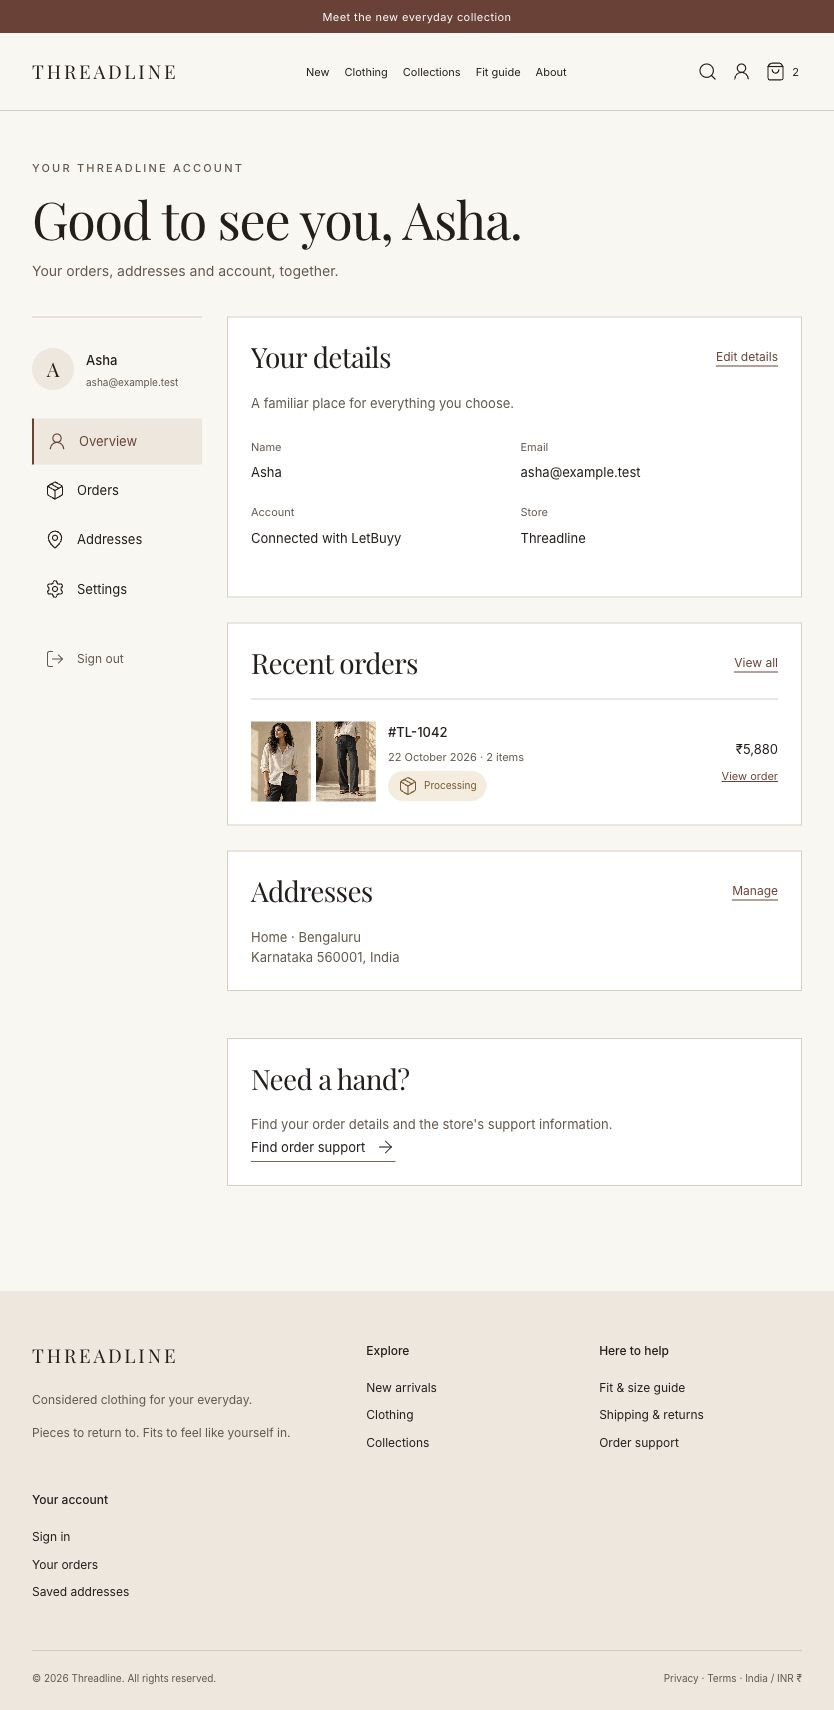 Meet the new everyday collection
THREADLINE
New Clothing Collections Fit guide About
2
YOUR THREADLINE ACCOUNT
Good to see you, Asha.
Your orders, addresses and account, together.
A
Asha
asha@example.test
Overview
Orders
Addresses
Settings
Sign out
Your details
Edit details
A familiar place for everything you choose.
Name
Asha
Email
asha@example.test
Account
Connected with LetBuyy
Store
Threadline
Recent orders
View all
#TL-1042
22 October 2026 · 2 items
Processing
₹5,880
View order
Addresses
Manage
Home · Bengaluru
Karnataka 560001, India
Need a hand?
Find your order details and the store's support information.
Find order support
THREADLINE
Considered clothing for your everyday.
Pieces to return to. Fits to feel like yourself in.
Explore
New arrivals
Clothing
Collections
Here to help
Fit & size guide
Shipping & returns
Order support
Your account
Sign in
Your orders
Saved addresses
© 2026 Threadline. All rights reserved.
Privacy · Terms · India / INR ₹